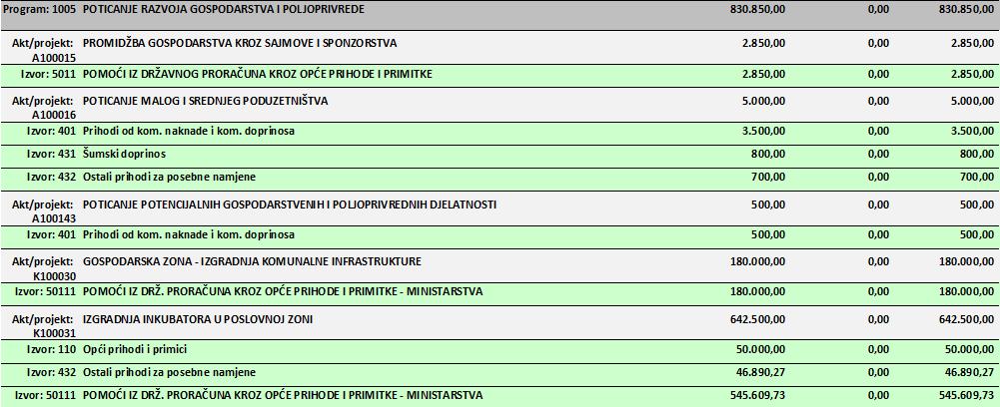 Program: 1005 POTICANJE RAZVOJA GOSPODARSTVA I POLJOPRIVREDE 830.850,00 0,00 830.850,00
Akt/projekt: PROMIDŽBA GOSPODARSTVA KROZ SAJMOVE I SPONZORSTVA 2.850,00 0,00 2.850,00
A100015
Izvor: 5011 POMOĆI IZ DRŽAVNOG PRORAČUNA KROZ OPĆE PRIHODE I PRIMITKE 2.850,00 0,00 2.850,00
Akt/projekt: POTICANJE MALOG I SREDNJEG PODUZETNIŠTVA 5.000,00 0,00 5.000,00
A100016
Izvor: 401 Prihodi od kom. naknade i kom. doprinosa 3.500,00 0,00 3.500,00
Izvor: 431 Šumski doprinos 800,00 0,00 800,00
Izvor: 432 Ostali prihodi za posebne namjene 700,00 0,00 700,00
Akt/projekt: POTICANJE POTENCIJALNIH GOSPODARSTVENIH I POLJOPRIVREDNIH DJELATNOSTI 500,00 0,00 500,00
A100143
Izvor: 401 Prihodi od kom. naknade i kom. doprinosa 500,00 0,00 500,00
Akt/projekt: GOSPODARSKA ZONA - IZGRADNJA KOMUNALNE INFRASTRUKTURE 180.000,00 0,00 180.000,00
K100030
Izvor: 50111 POMOĆI IZ DRŽ. PRORAČUNA KROZ OPĆE PRIHODE I PRIMITKE - MINISTARSTVA 180.000,00 0,00 180.000,00
Akt/projekt: IZGRADNJA INKUBATORA U POSLOVNOJ ZONI 642.500,00 0,00 642.500,00
K100031
Izvor: 110 Opći prihodi i primici 50.000,00 0,00 50.000,00
Izvor: 432 Ostali prihodi za posebne namjene 46.890,27 0,00 46.890,27
Izvor: 50111 POMOĆI IZ DRŽ. PRORAČUNA KROZ OPĆE PRIHODE I PRIMITKE - MINISTARSTVA 545.609,73 0,00 545.609,73